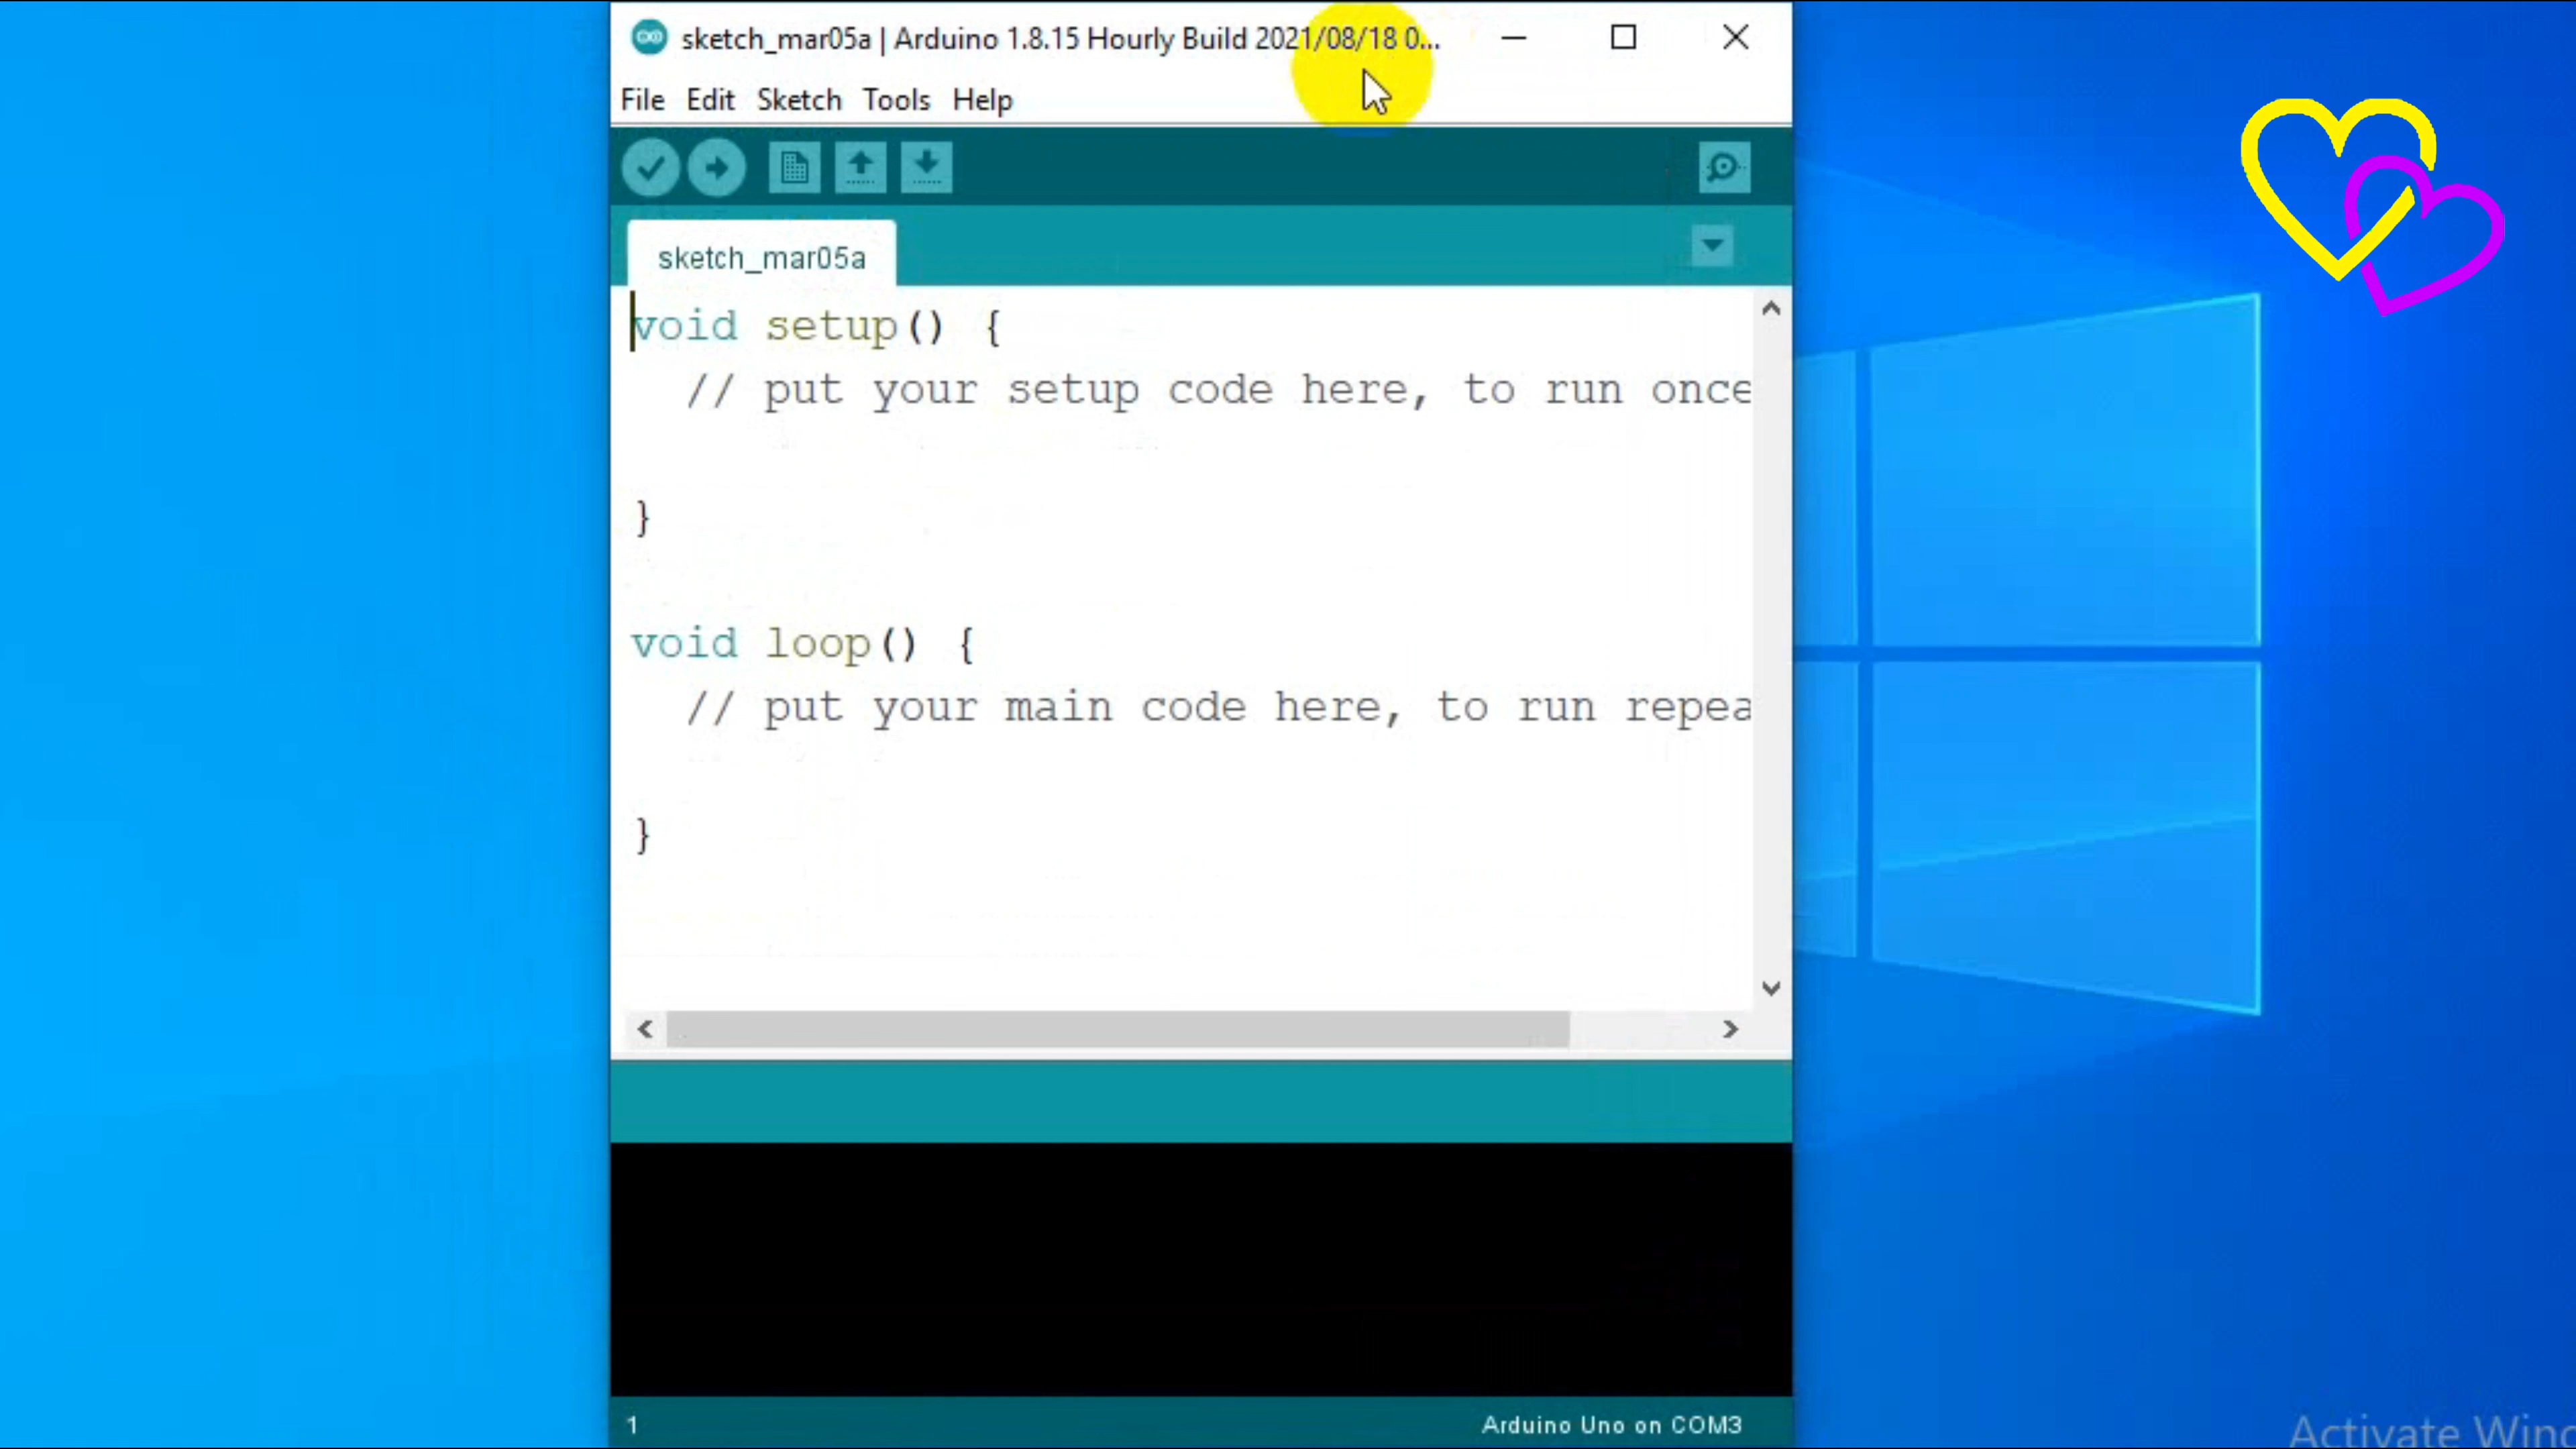 sketch_mar05a | Arduino 1.8.15 Hourly Build 2021/08/18 0...
File Edit Sketch Tools Help
sketch_mar05a
void setup() {
// put your setup code here, to run once
}
void loop() {
// put your main code here, to run repea
}
1
Arduino Uno on COM3
Activate Wind